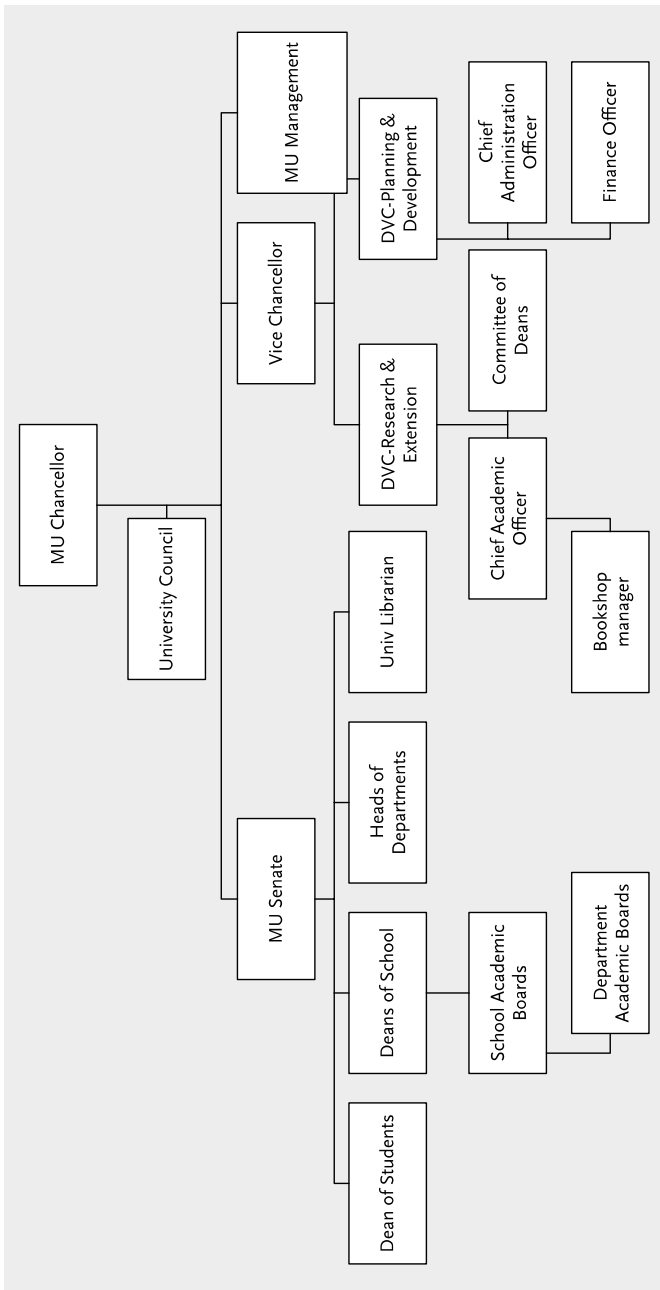 MU Chancellor
University Council
MU Senate
Vice Chancellor
MU Management
Dean of Students
Deans of School
Heads of
Departments
Univ Librarian
DVC-Research &
Extension
DVC-Planning &
Development
School Academic
Boards
Chief Academic
Officer
Committee of
Deans
Chief
Administration
Officer
Department
Academic Boards
Bookshop
manager
Finance Officer